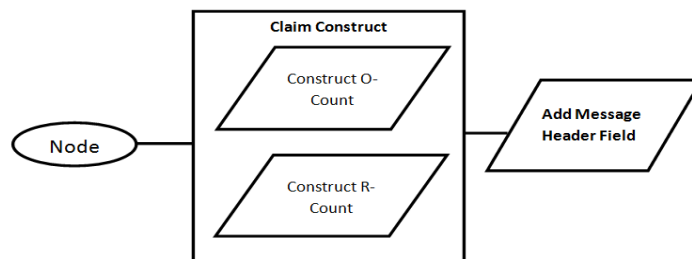 Claim Construct
Construct O-
Count
Node
Add Message
Header Field
Construct R-
Count